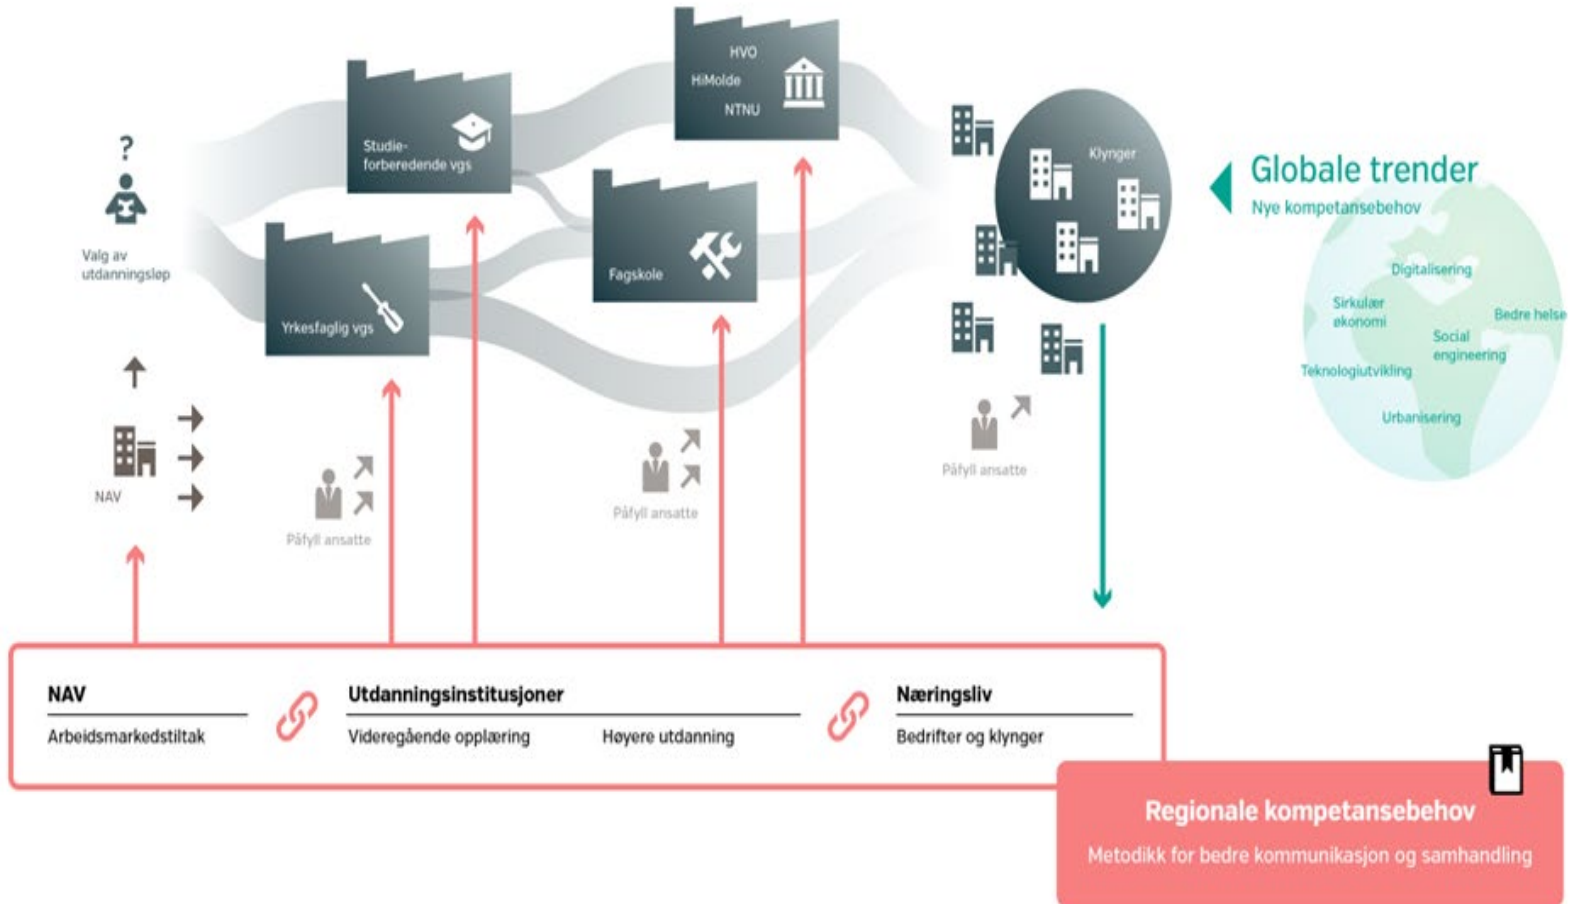 HVO
HiMolde
NTNU
Studie-
forberedende vgs
Klynger
?
Globale trender
Nye kompetansebehov
Valg av
utdanningsløp
Fagskole
Yrkesfaglig vgs
Digitalisering
Sirkulær
økonomi
Bedre helse
Social
engineering
Teknologiutvikling
Urbanisering
NAV
Påfyll ansatte
Påfyll ansatte
Påfyll ansatte
NAV
Arbeidsmarkedstiltak
Utdanningsinstitusjoner
Videregående opplæring
Høyere utdanning
Næringsliv
Bedrifter og klynger
Regionale kompetansebehov
Metodikk for bedre kommunikasjon og samhandling